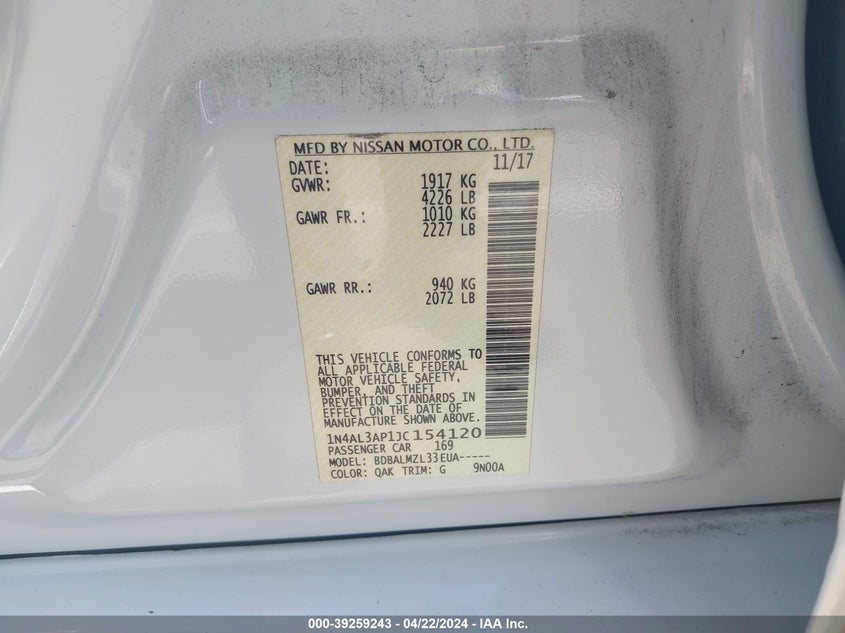 MFD BY NISSAN MOTOR CO., LTD.
DATE: 11/17
GVWR: 1917 KG
4226 LB
GAWR FR.: 1010 KG
2227 LB
GAWR RR.: 940 KG
2072 LB
THIS VEHICLE CONFORMS TO
ALL APPLICABLE FEDERAL
MOTOR VEHICLE SAFETY,
BUMPER, AND THEFT
PREVENTION STANDARDS IN
EFFECT ON THE DATE OF
MANUFACTURE SHOWN ABOVE.
1N4AL3AP1JC154120
PASSENGER CAR 169
MODEL: BDBALMZL33EUA-----
COLOR: QAK TRIM: G 9N00A
000-39259243 / 04/22/2024 - IAA Inc.